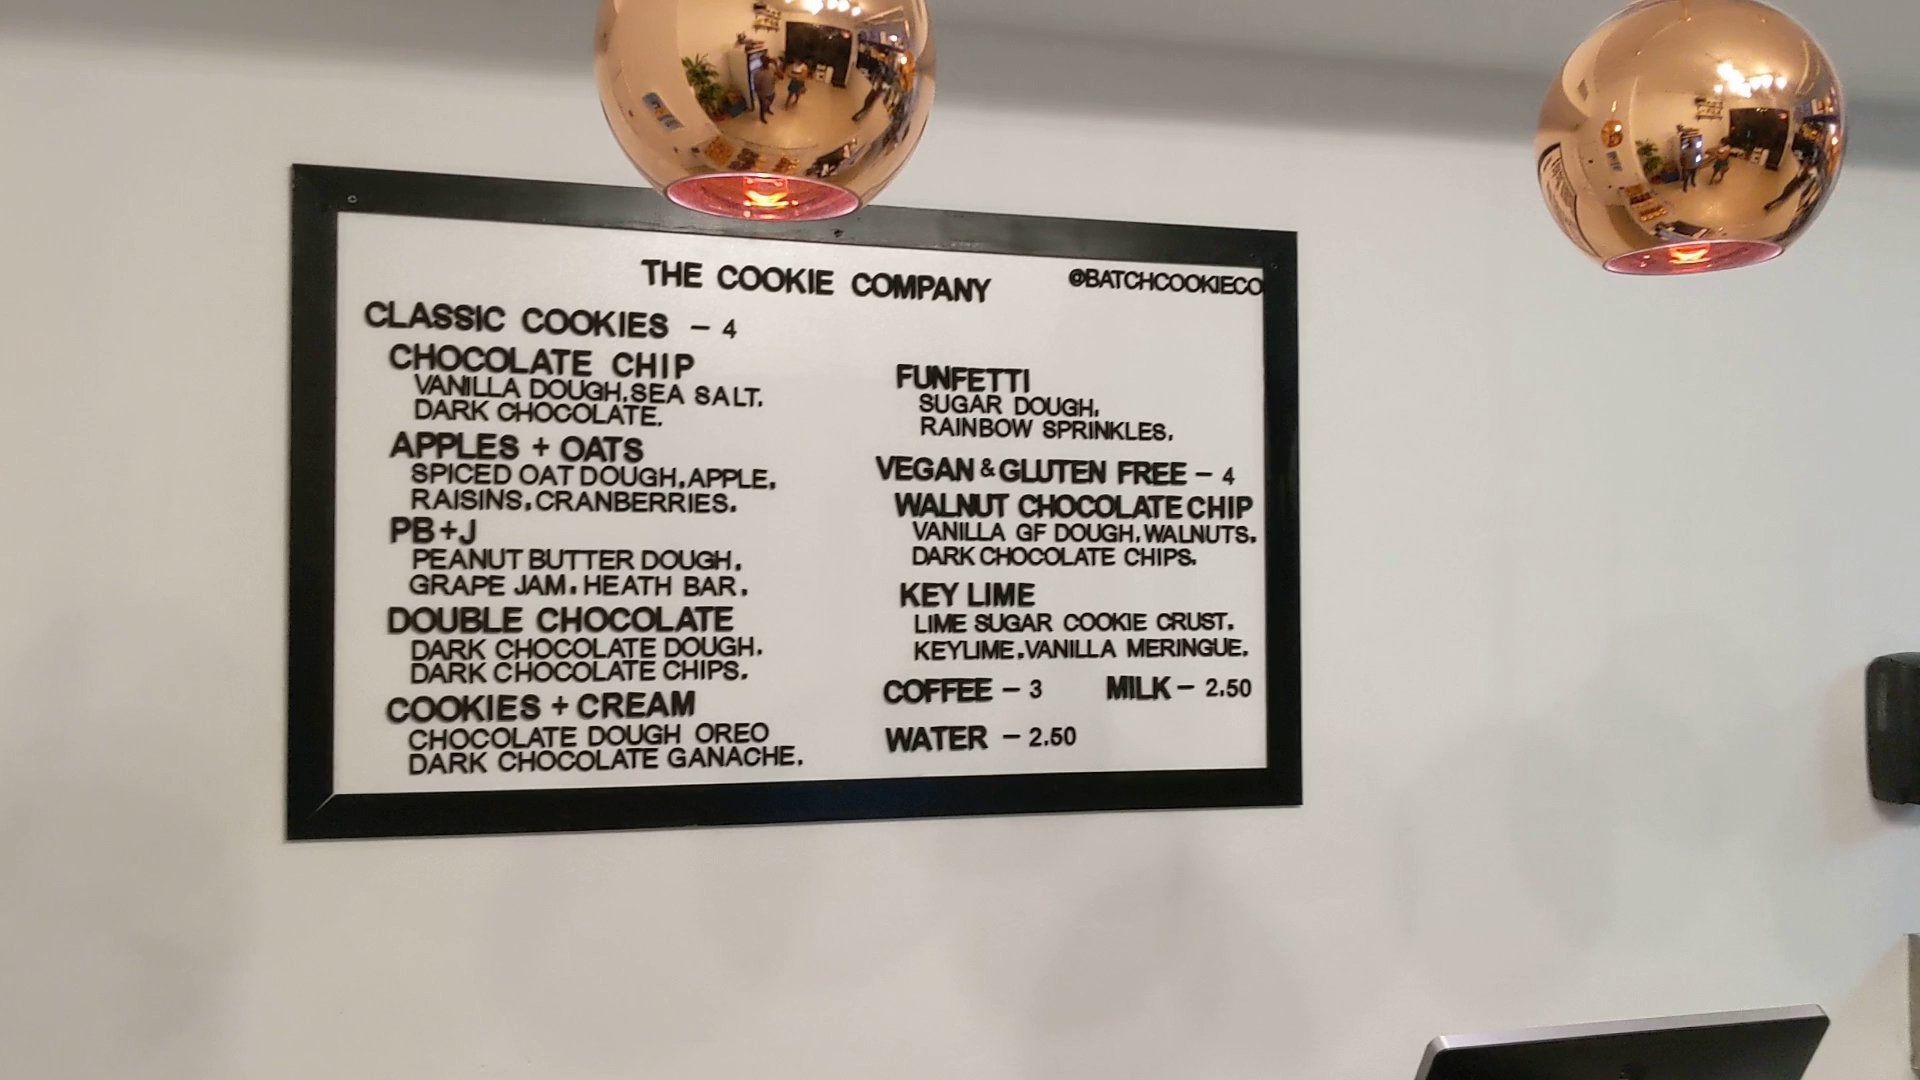 THE COOKIE COMPANY
@BATCHCOOKIECO
CLASSIC COOKIES - 4
CHOCOLATE CHIP
VANILLA DOUGH, SEA SALT,
DARK CHOCOLATE.
APPLES + OATS
SPICED OAT DOUGH, APPLE,
RAISINS, CRANBERRIES.
PB+J
PEANUT BUTTER DOUGH,
GRAPE JAM, HEATH BAR.
DOUBLE CHOCOLATE
DARK CHOCOLATE DOUGH,
DARK CHOCOLATE CHIPS.
COOKIES + CREAM
CHOCOLATE DOUGH OREO
DARK CHOCOLATE GANACHE.
FUNFETTI
SUGAR DOUGH,
RAINBOW SPRINKLES.
VEGAN & GLUTEN FREE - 4
WALNUT CHOCOLATE CHIP
VANILLA GF DOUGH, WALNUTS,
DARK CHOCOLATE CHIPS.
KEY LIME
LIME SUGAR COOKIE CRUST,
KEYLIME, VANILLA MERINGUE.
COFFEE - 3 MILK - 2.50
WATER - 2.50